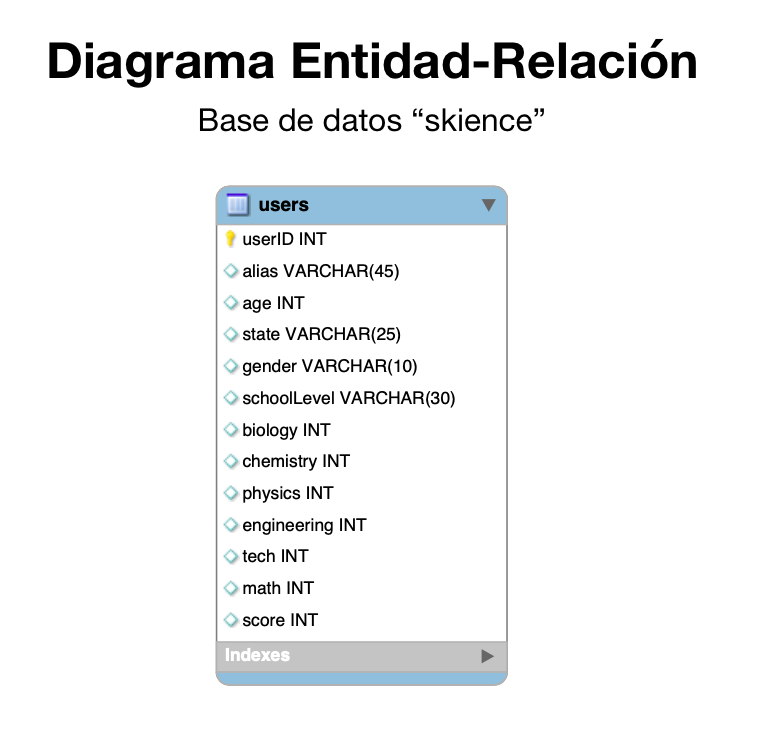 Diagrama Entidad-Relación
Base de datos “skience”
users
userID INT
alias VARCHAR(45)
age INT
state VARCHAR(25)
gender VARCHAR(10)
schoolLevel VARCHAR(30)
biology INT
chemistry INT
physics INT
engineering INT
tech INT
math INT
score INT
Indexes